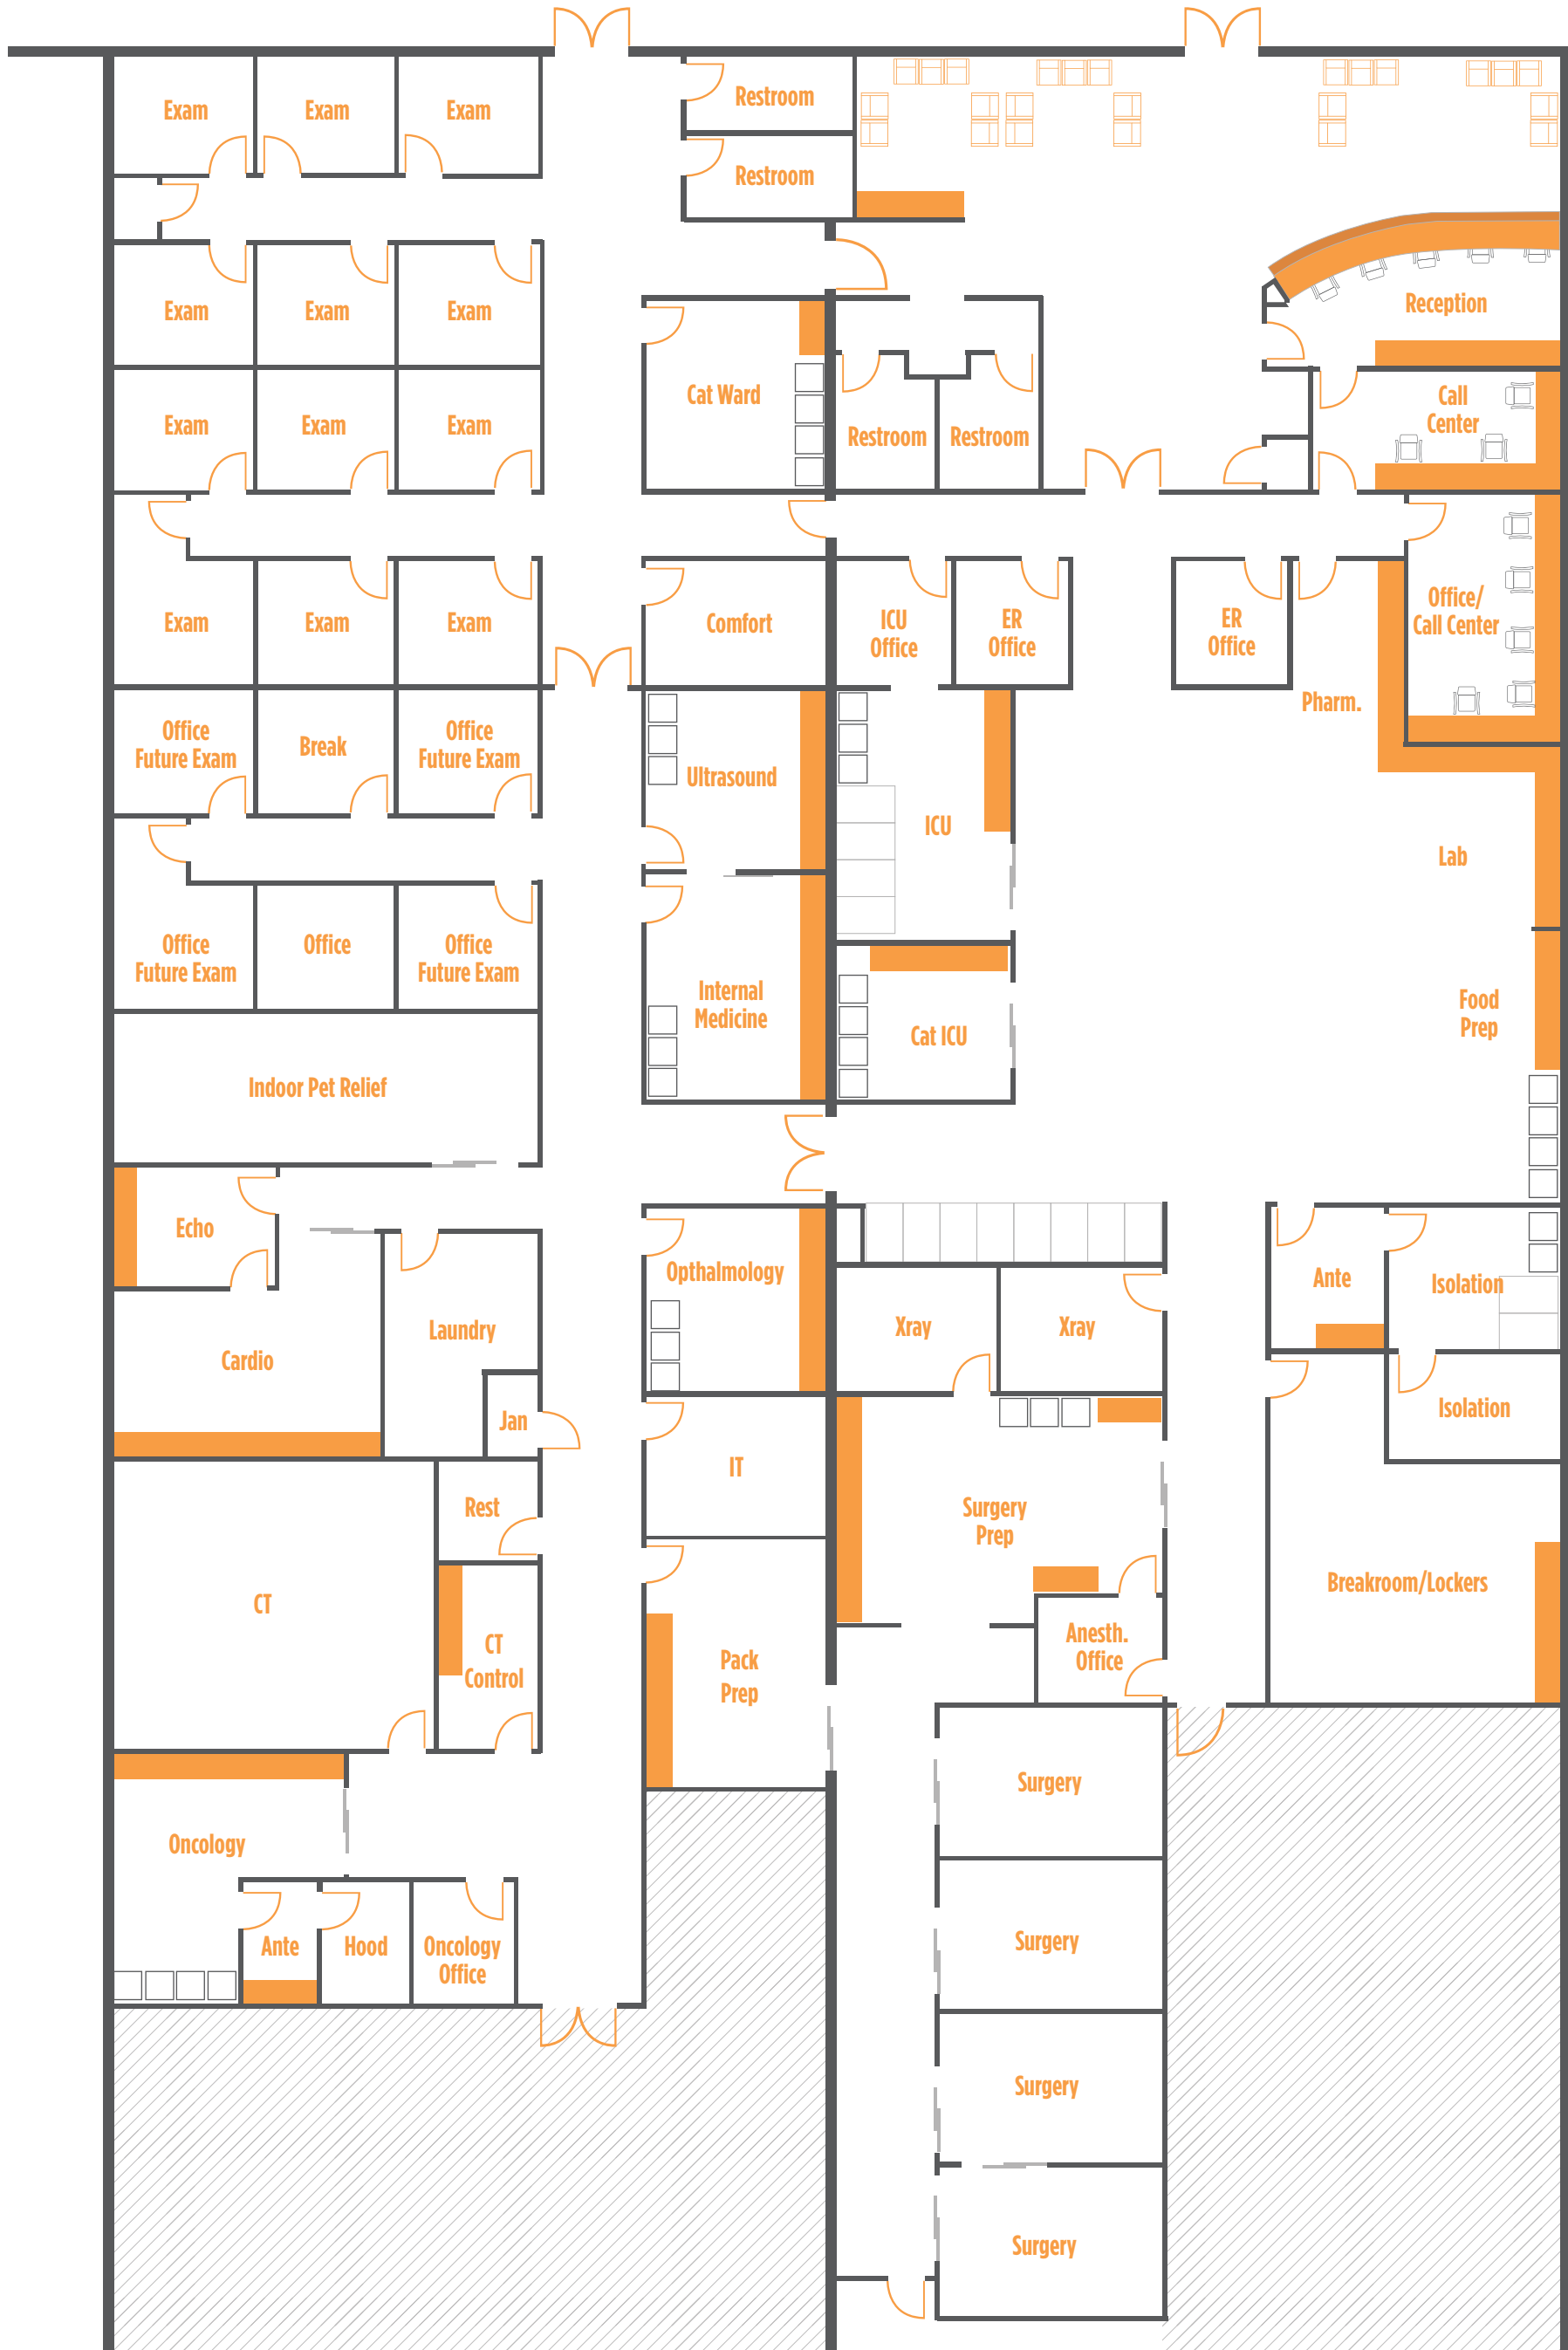 Exam
Exam
Exam
Restroom
Restroom
Exam
Exam
Exam
Reception
Cat Ward
Call
Center
Exam
Exam
Exam
Restroom
Restroom
Exam
Exam
Exam
Comfort
ICU
Office
ER
Office
ER
Office
Office/
Call Center
Pharm.
Office
Future Exam
Break
Office
Future Exam
Ultrasound
ICU
Lab
Office
Future Exam
Office
Office
Future Exam
Internal
Medicine
Cat ICU
Food
Prep
Indoor Pet Relief
Echo
Opthalmology
Ante
Isolation
Cardio
Laundry
Xray
Xray
Jan
Isolation
IT
Rest
Surgery
Prep
CT
Breakroom/Lockers
CT
Control
Pack
Prep
Anesth.
Office
Surgery
Oncology
Ante
Hood
Oncology
Office
Surgery
Surgery
Surgery